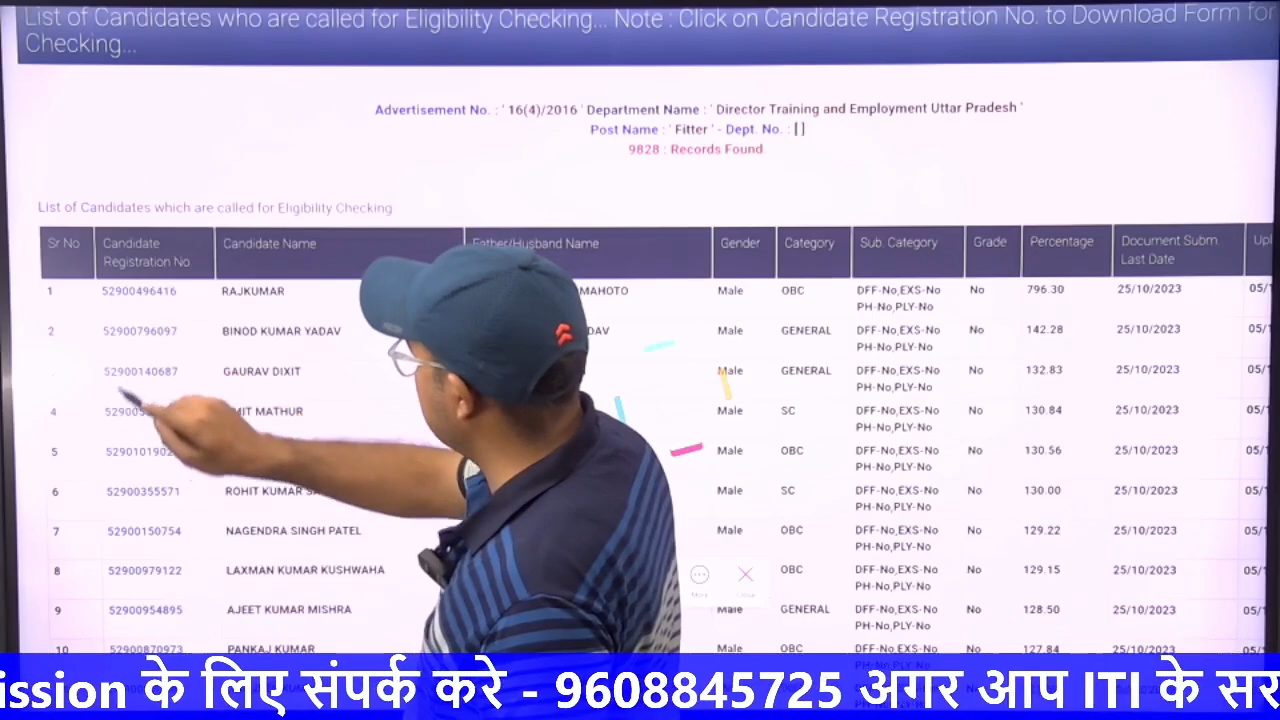 List of Candidates who are called for Eligibility Checking... Note : Click on Candidate Registration No. to Download Form for
Checking...
Advertisement No. : ' 16(4)/2016 ' Department Name : ' Director Training and Employment Uttar Pradesh '
Post Name : ' Fitter ' - Dept. No. : [ ]
9828 : Records Found
List of Candidates which are called for Eligibility Checking
Sr No Candidate Registration No. Candidate Name Father/Husband Name Gender Category Sub. Category Grade Percentage Document Subm. Last Date Upl
1 52900496416 RAJKUMAR MAHOTO Male OBC DFF-No,EXS-No No 796.30 25/10/2023 05/
PH-No,PLY-No
2 52900796097 BINOD KUMAR YADAV DAV Male GENERAL DFF-No,EXS-No No 142.28 25/10/2023 05/
PH-No,PLY-No
52900140687 GAURAV DIXIT Male GENERAL DFF-No,EXS-No No 132.83 25/10/2023 05/
PH-No,PLY-No
4 52900 MIT MATHUR Male SC DFF-No,EXS-No No 130.84 25/10/2023 05/
PH-No,PLY-No
5 5290101902 Male OBC DFF-No,EXS-No No 130.56 25/10/2023 05/
PH-No,PLY-No
6 52900355571 ROHIT KUMAR Male SC DFF-No,EXS-No No 130.00 25/10/2023 05/
PH-No,PLY-No
7 52900150754 NAGENDRA SINGH PATEL Male OBC DFF-No,EXS-No No 129.22 25/10/2023 05/
PH-No,PLY-No
8 52900979122 LAXMAN KUMAR KUSHWAHA OBC DFF-No,EXS-No No 129.15 25/10/2023 05/
PH-No,PLY-No
9 52900954895 AJEET KUMAR MISHRA Male GENERAL DFF-No,EXS-No No 128.50 25/10/2023 05/
PH-No,PLY-No
10 52900870973 PANKAJ KUMAR Male OBC DFF-No,EXS-No No 127.84 25/10/2023 05/
PH-No,PLY-No
ission के लिए संपर्क करे - 9608845725 अगर आप ITI के सर